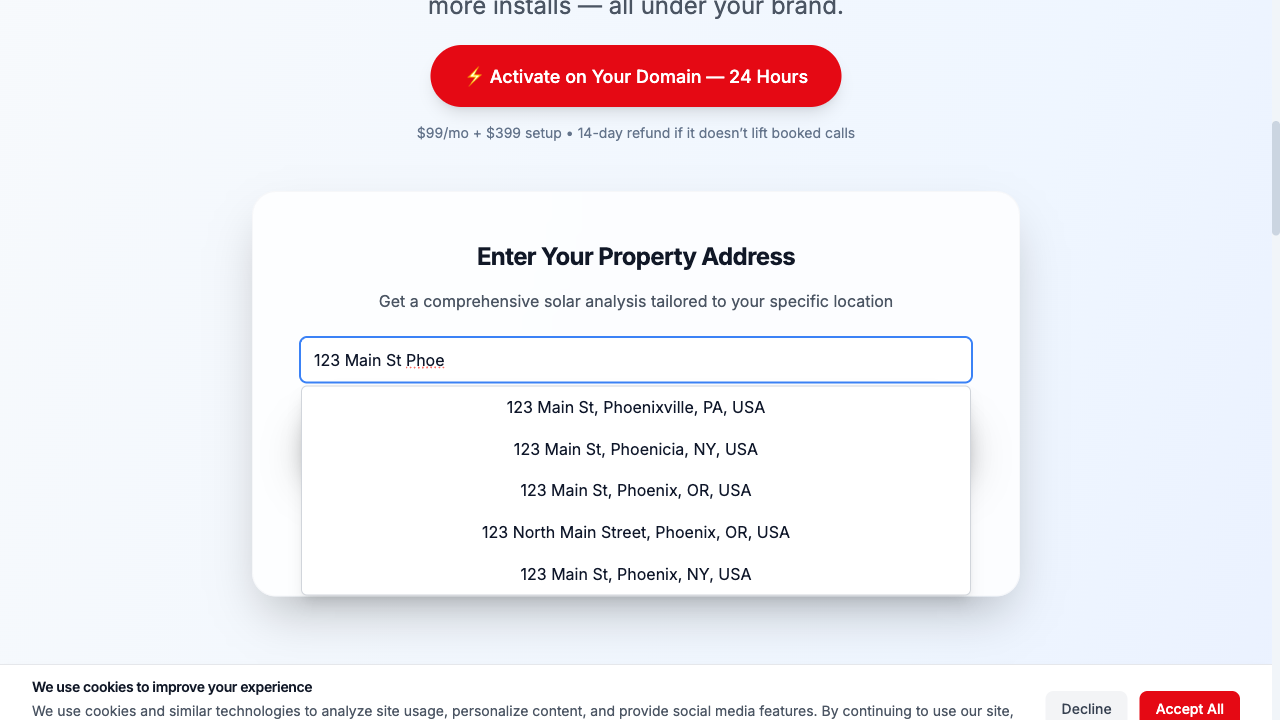 more installs — all under your brand.
⚡ Activate on Your Domain — 24 Hours
$99/mo + $399 setup • 14-day refund if it doesn’t lift booked calls
Enter Your Property Address
Get a comprehensive solar analysis tailored to your specific location
123 Main St Phoe
123 Main St, Phoenixville, PA, USA
123 Main St, Phoenicia, NY, USA
123 Main St, Phoenix, OR, USA
123 North Main Street, Phoenix, OR, USA
123 Main St, Phoenix, NY, USA
We use cookies to improve your experience
We use cookies and similar technologies to analyze site usage, personalize content, and provide social media features. By continuing to use our site,
Decline
Accept All